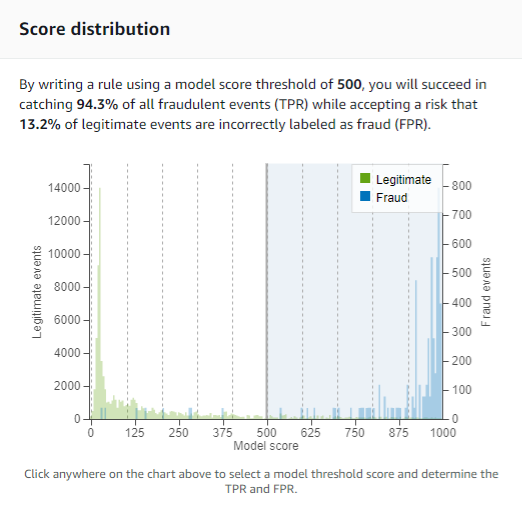 Score distribution
By writing a rule using a model score threshold of 500, you will succeed in
catching 94.3% of all fraudulent events (TPR) while accepting a risk that
13.2% of legitimate events are incorrectly labeled as fraud (FPR).
Legitimate
Fraud
14000
12000
10000
8000
6000
4000
2000
0
Legitimate events
800
700
600
500
400
300
200
100
0
Fraud events
0 125 250 375 500 625 750 875 1000
Model score
Click anywhere on the chart above to select a model threshold score and determine the
TPR and FPR.